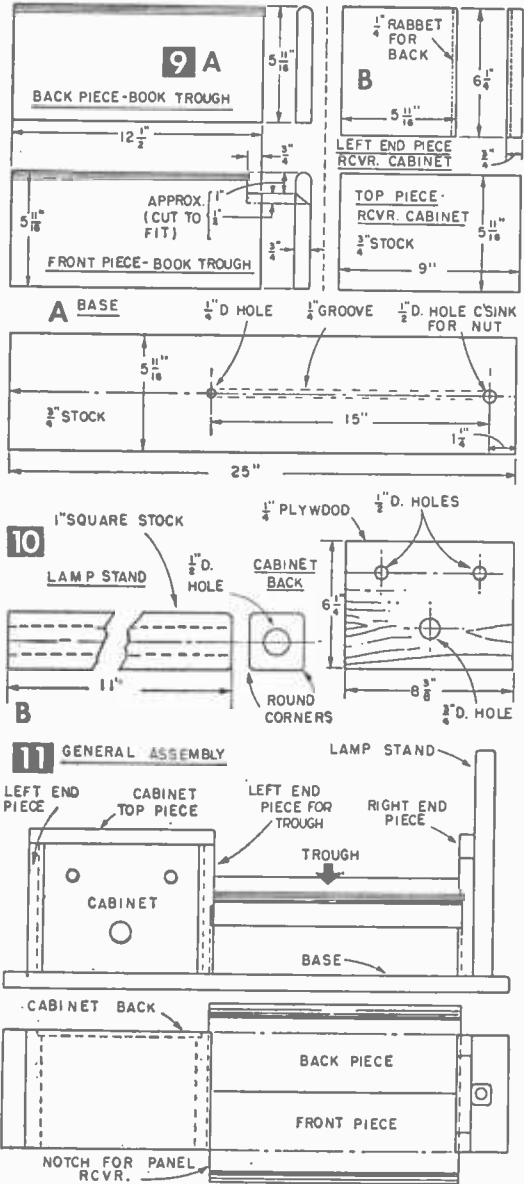 9 A
BACK PIECE-BOOK TROUGH
5 11/16"
12 1/2"
3/4"
5 11/16"
APPROX.
(CUT TO
FIT)
1"
1/2"
3/4"
FRONT PIECE-BOOK TROUGH
1/4" RABBET
FOR
BACK
B
5 11/16"
6 1/4"
LEFT END PIECE
RCVR. CABINET
3/4"
TOP PIECE-
RCVR. CABINET
3/4" STOCK
5 11/16"
9"
A BASE
1/4" D HOLE
1/4" GROOVE
1/2" D. HOLE C'SINK
FOR NUT
5 11/16"
3/4" STOCK
15"
1 1/4"
25"
10
1" SQUARE STOCK
LAMP STAND
1/2" D.
HOLE
11"
B
ROUND
CORNERS
1/4" PLYWOOD
1/2" D. HOLES
CABINET
BACK
6 1/4"
8 3/8"
3/4" D. HOLE
11 GENERAL ASSEMBLY
LAMP STAND
LEFT END
PIECE
CABINET
TOP PIECE
LEFT END
PIECE FOR
TROUGH
RIGHT END
PIECE
TROUGH
CABINET
BASE
CABINET BACK
BACK PIECE
FRONT PIECE
NOTCH FOR PANEL
RCVR.